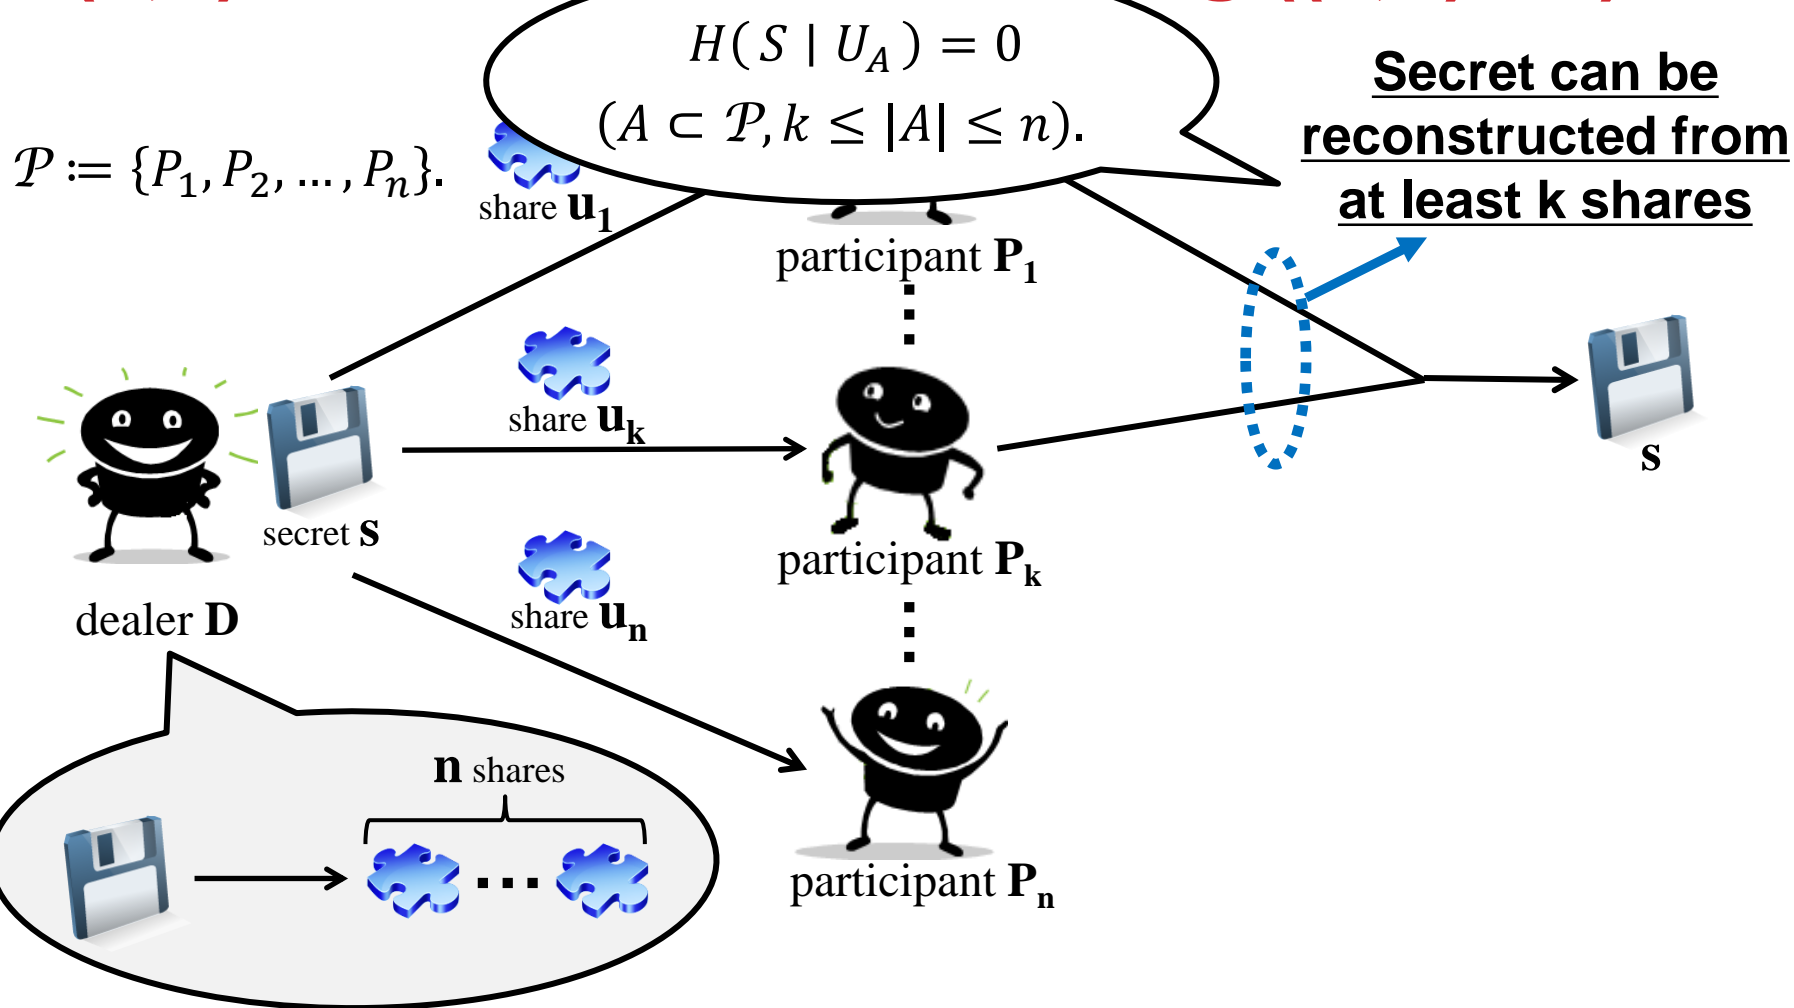 H( S | U_A ) = 0
(A ⊂ 𝒫, k ≤ |A| ≤ n).
Secret can be
reconstructed from
at least k shares
𝒫 ≔ {P_1, P_2, … , P_n}.
share u_1
participant P_1
share u_k
s
secret s
participant P_k
share u_n
dealer D
n shares
participant P_n